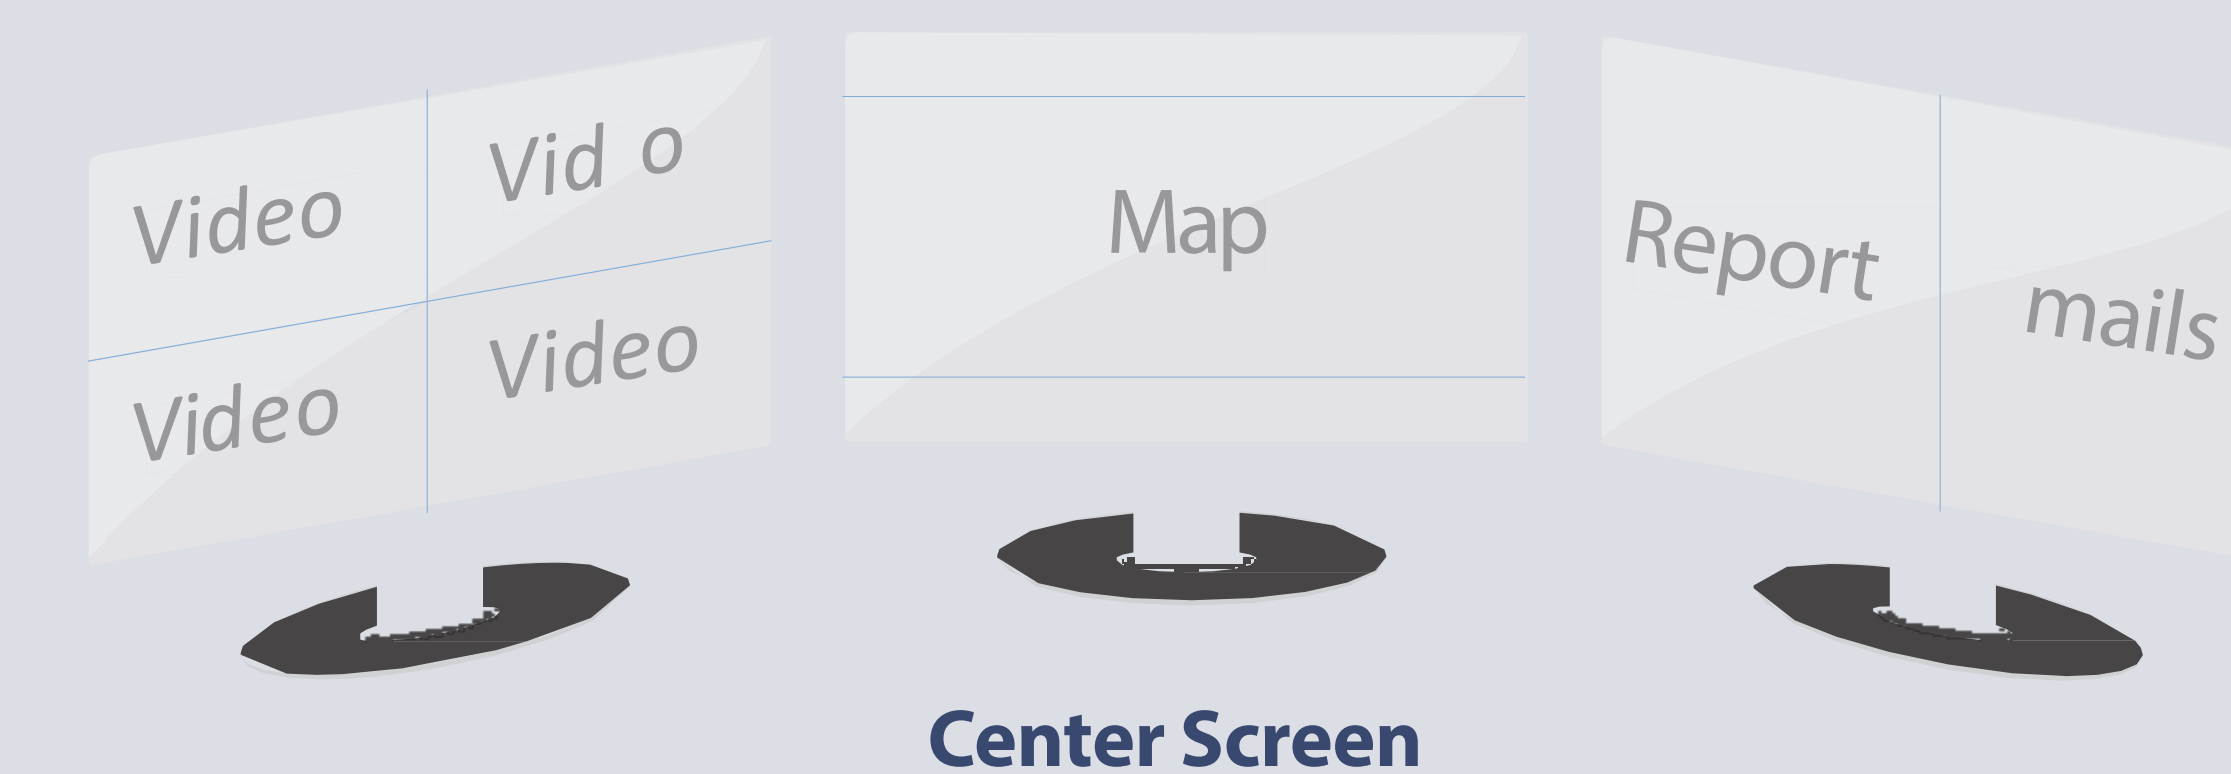 Video
Vid o
Video
Video
Map
Report
mails
Center Screen